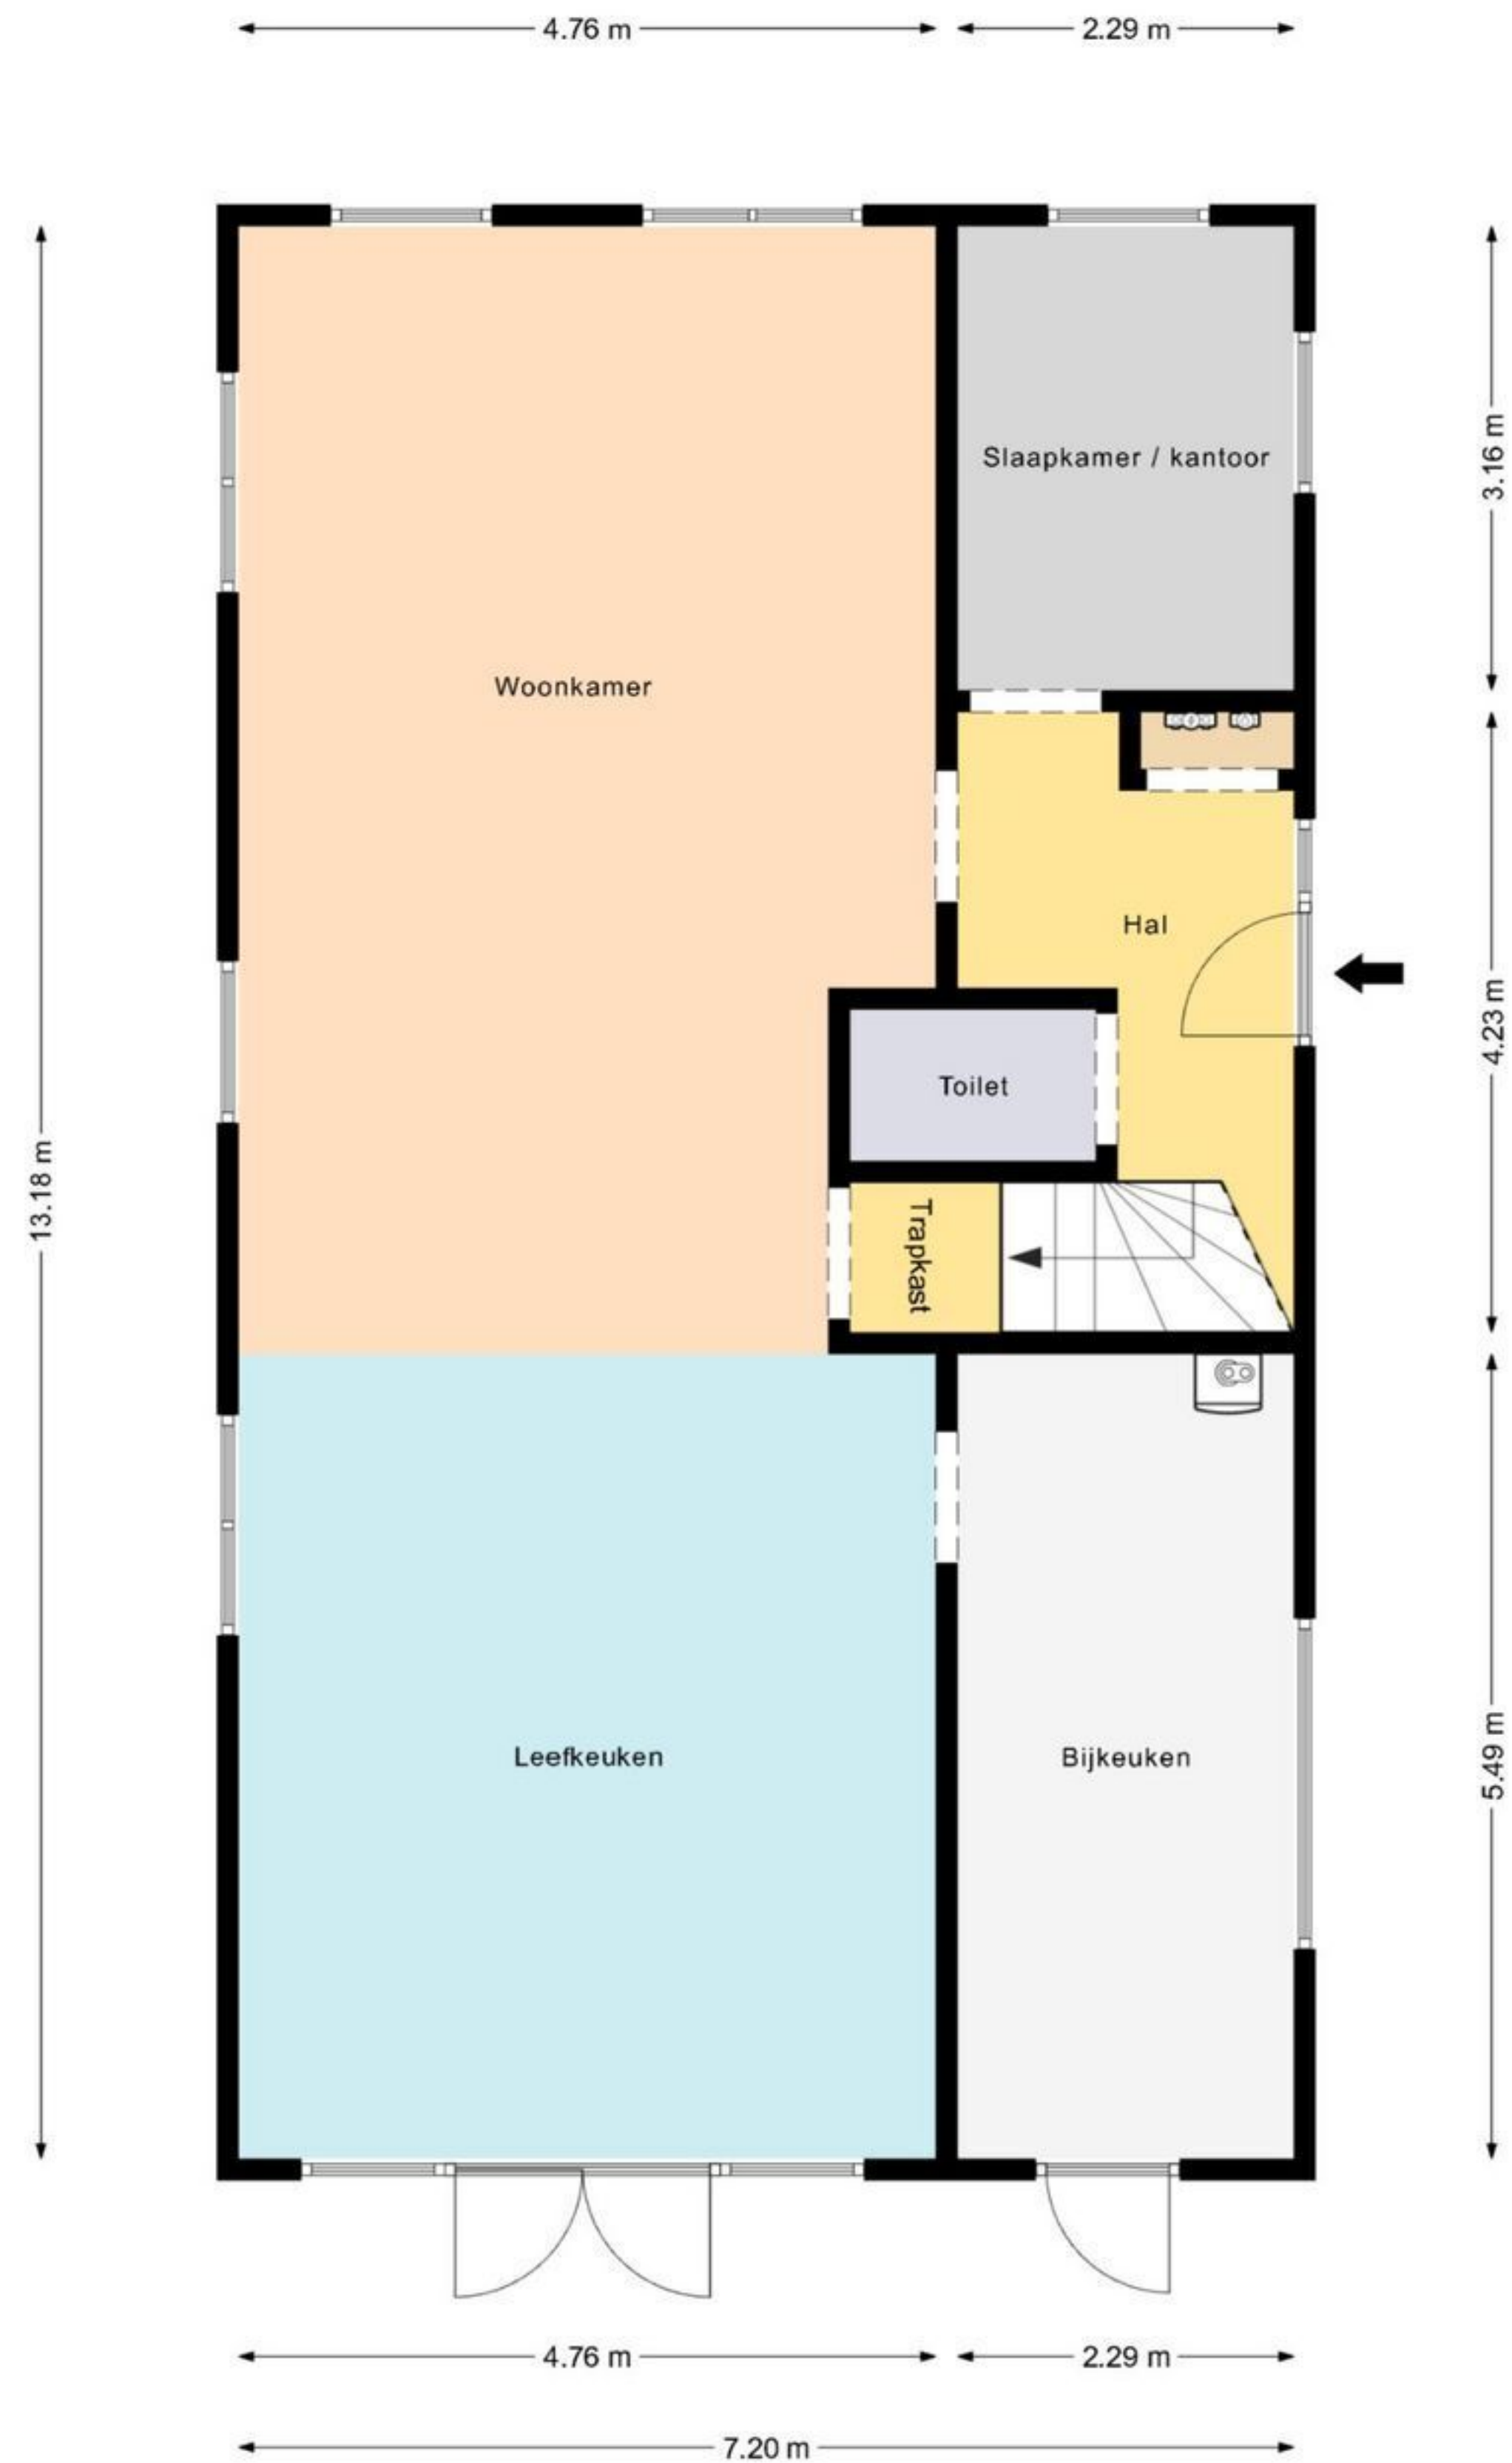 4.76 m
2.29 m
Slaapkamer / kantoor
3.16 m
Woonkamer
Hal
4.23 m
Toilet
13.18 m
Trapkast
Leefkeuken
Bijkeuken
5.49 m
4.76 m
2.29 m
7.20 m